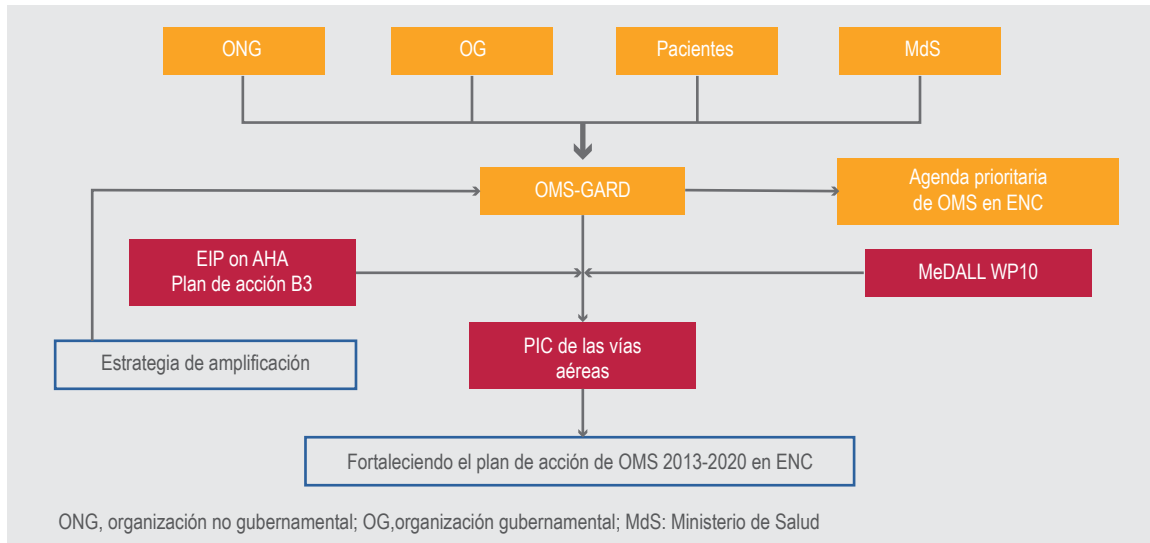 ONG
OG
Pacientes
MdS
OMS-GARD
Agenda prioritaria
de OMS en ENC
EIP on AHA
Plan de acción B3
MeDALL WP10
Estrategia de amplificación
PIC de las vías
aéreas
Fortaleciendo el plan de acción de OMS 2013-2020 en ENC
ONG, organización no gubernamental; OG,organización gubernamental; MdS: Ministerio de Salud